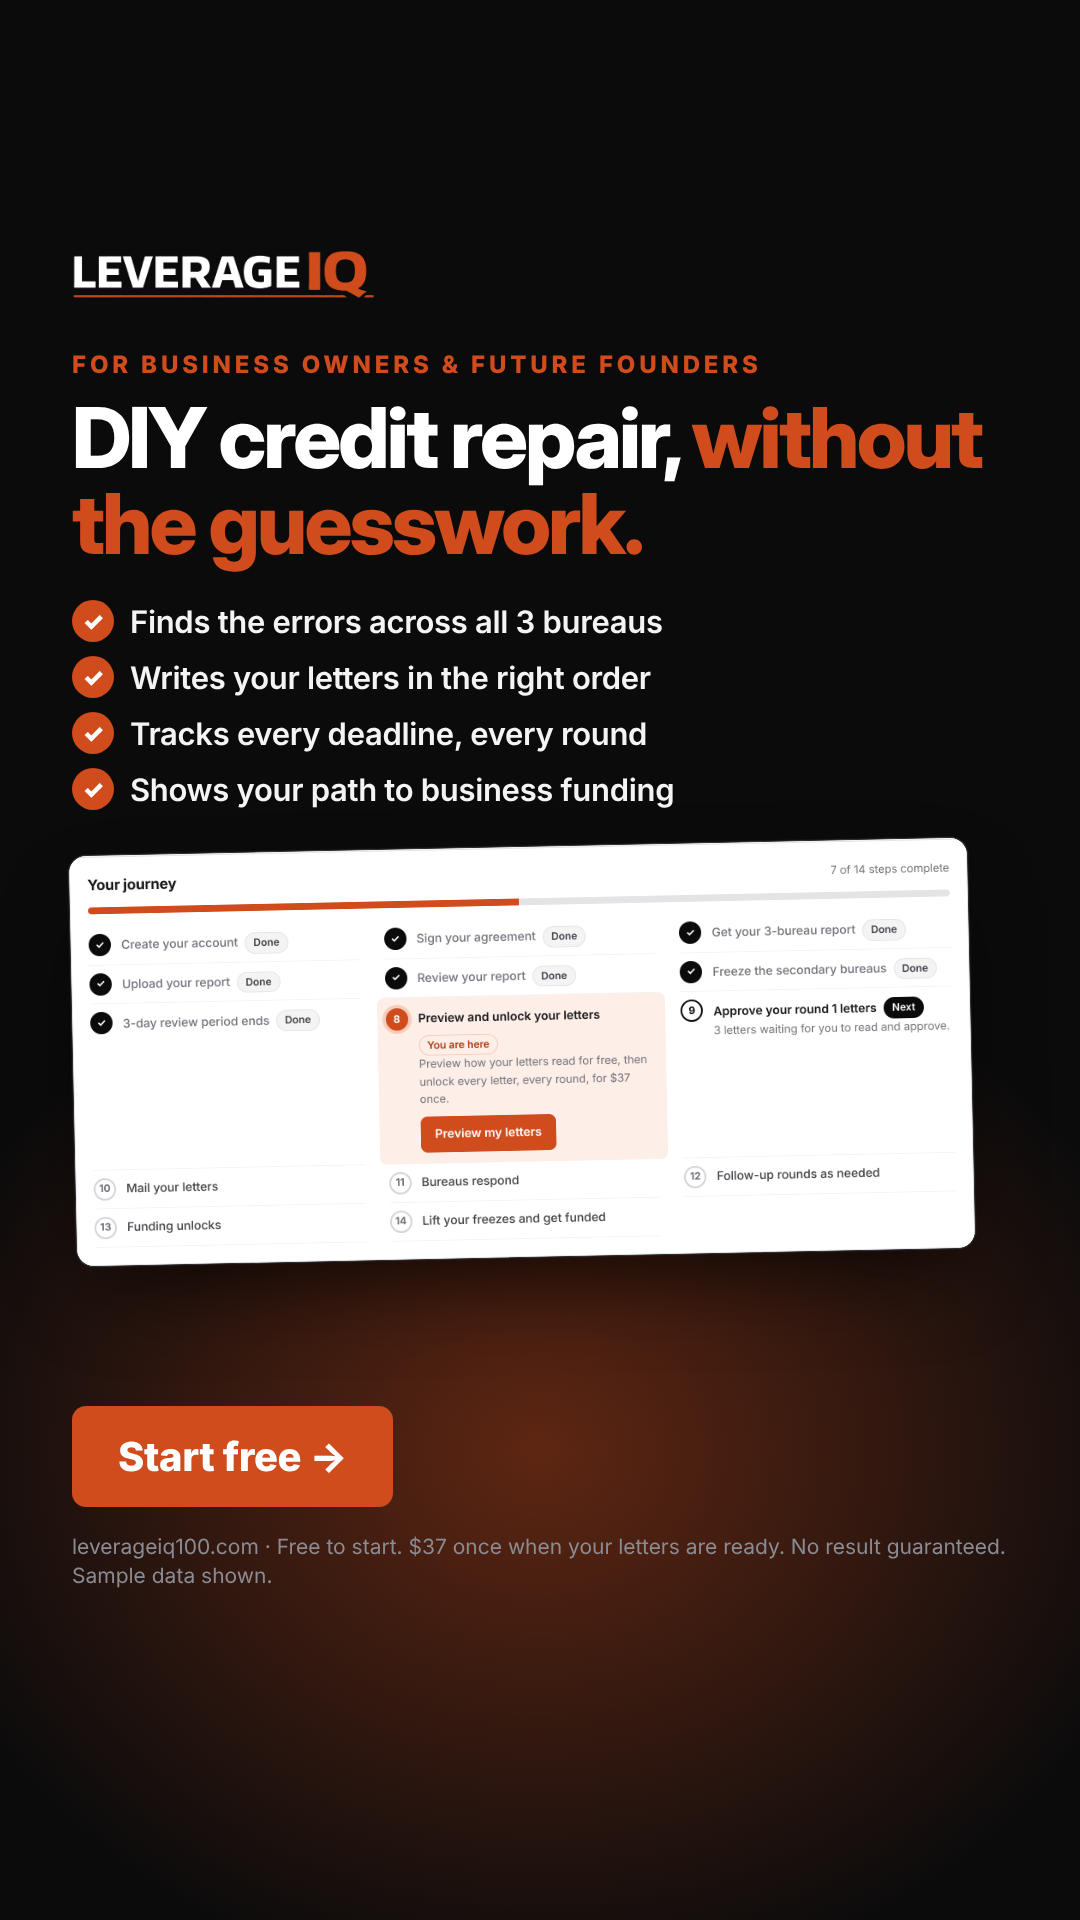 LEVERAGE IQ
FOR BUSINESS OWNERS & FUTURE FOUNDERS
DIY credit repair, without
the guesswork.
Finds the errors across all 3 bureaus
Writes your letters in the right order
Tracks every deadline, every round
Shows your path to business funding
Your journey
7 of 14 steps complete
Create your account Done
Sign your agreement Done
Get your 3-bureau report Done
Upload your report Done
Review your report Done
Freeze the secondary bureaus Done
3-day review period ends Done
8 Preview and unlock your letters
You are here
Preview how your letters read for free, then
unlock every letter, every round, for $37
once.
Preview my letters
9 Approve your round 1 letters Next
3 letters waiting for you to read and approve.
10 Mail your letters
11 Bureaus respond
12 Follow-up rounds as needed
13 Funding unlocks
14 Lift your freezes and get funded
Start free →
leverageiq100.com · Free to start. $37 once when your letters are ready. No result guaranteed.
Sample data shown.